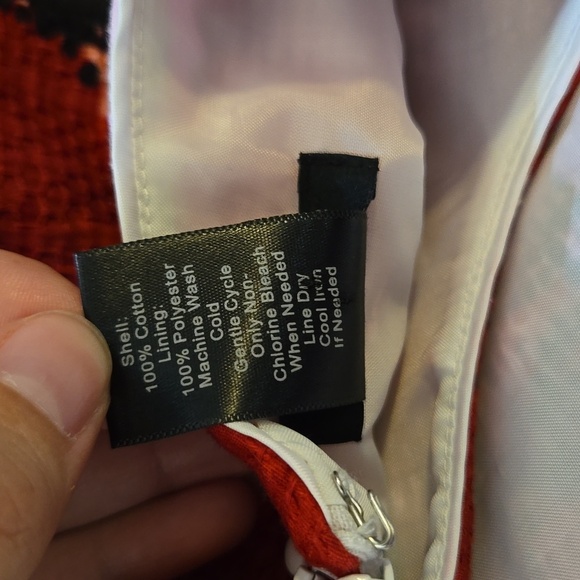 Shell:
100% Cotton
Lining:
100% Polyester
Machine Wash
Cold
Gentle Cycle
Only Non-
Chlorine Bleach
When Needed
Line Dry
Cool Iron
If Needed